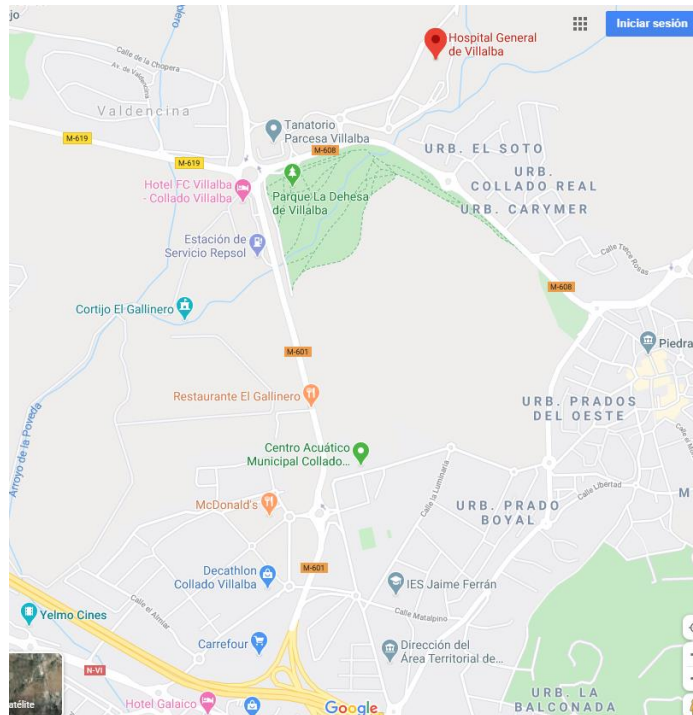 Iniciar sesión
Hospital General
de Villalba
Calle de la Chopera
Av. de Valdencina
Valdencina
M-619
Tanatorio
Parcesa Villalba
M-608
URB. EL SOTO
URB.
COLLADO REAL
URB. CARYMER
M-619
Hotel FC Villalba
- Collado Villalba
Parque La Dehesa
de Villalba
Estación de
Servicio Repsol
Calle Trece Rosas
M-608
Cortijo El Gallinero
M-601
Piedra
Restaurante El Gallinero
URB. PRADOS
DEL OESTE
Arroyo de la Poveda
Centro Acuático
Municipal Collado...
Calle la Luminaria
Calle Libertad
McDonald's
URB. PRADO
BOYAL
M
M-601
Decathlon
Collado Villalba
IES Jaime Ferrán
Calle Matalpino
Yelmo Cines
Calle el Alimiar
Carrefour
Dirección del
Área Territorial de...
N-VI
atélite
Hotel Galaico
Google
URB. LA
BALCONADA